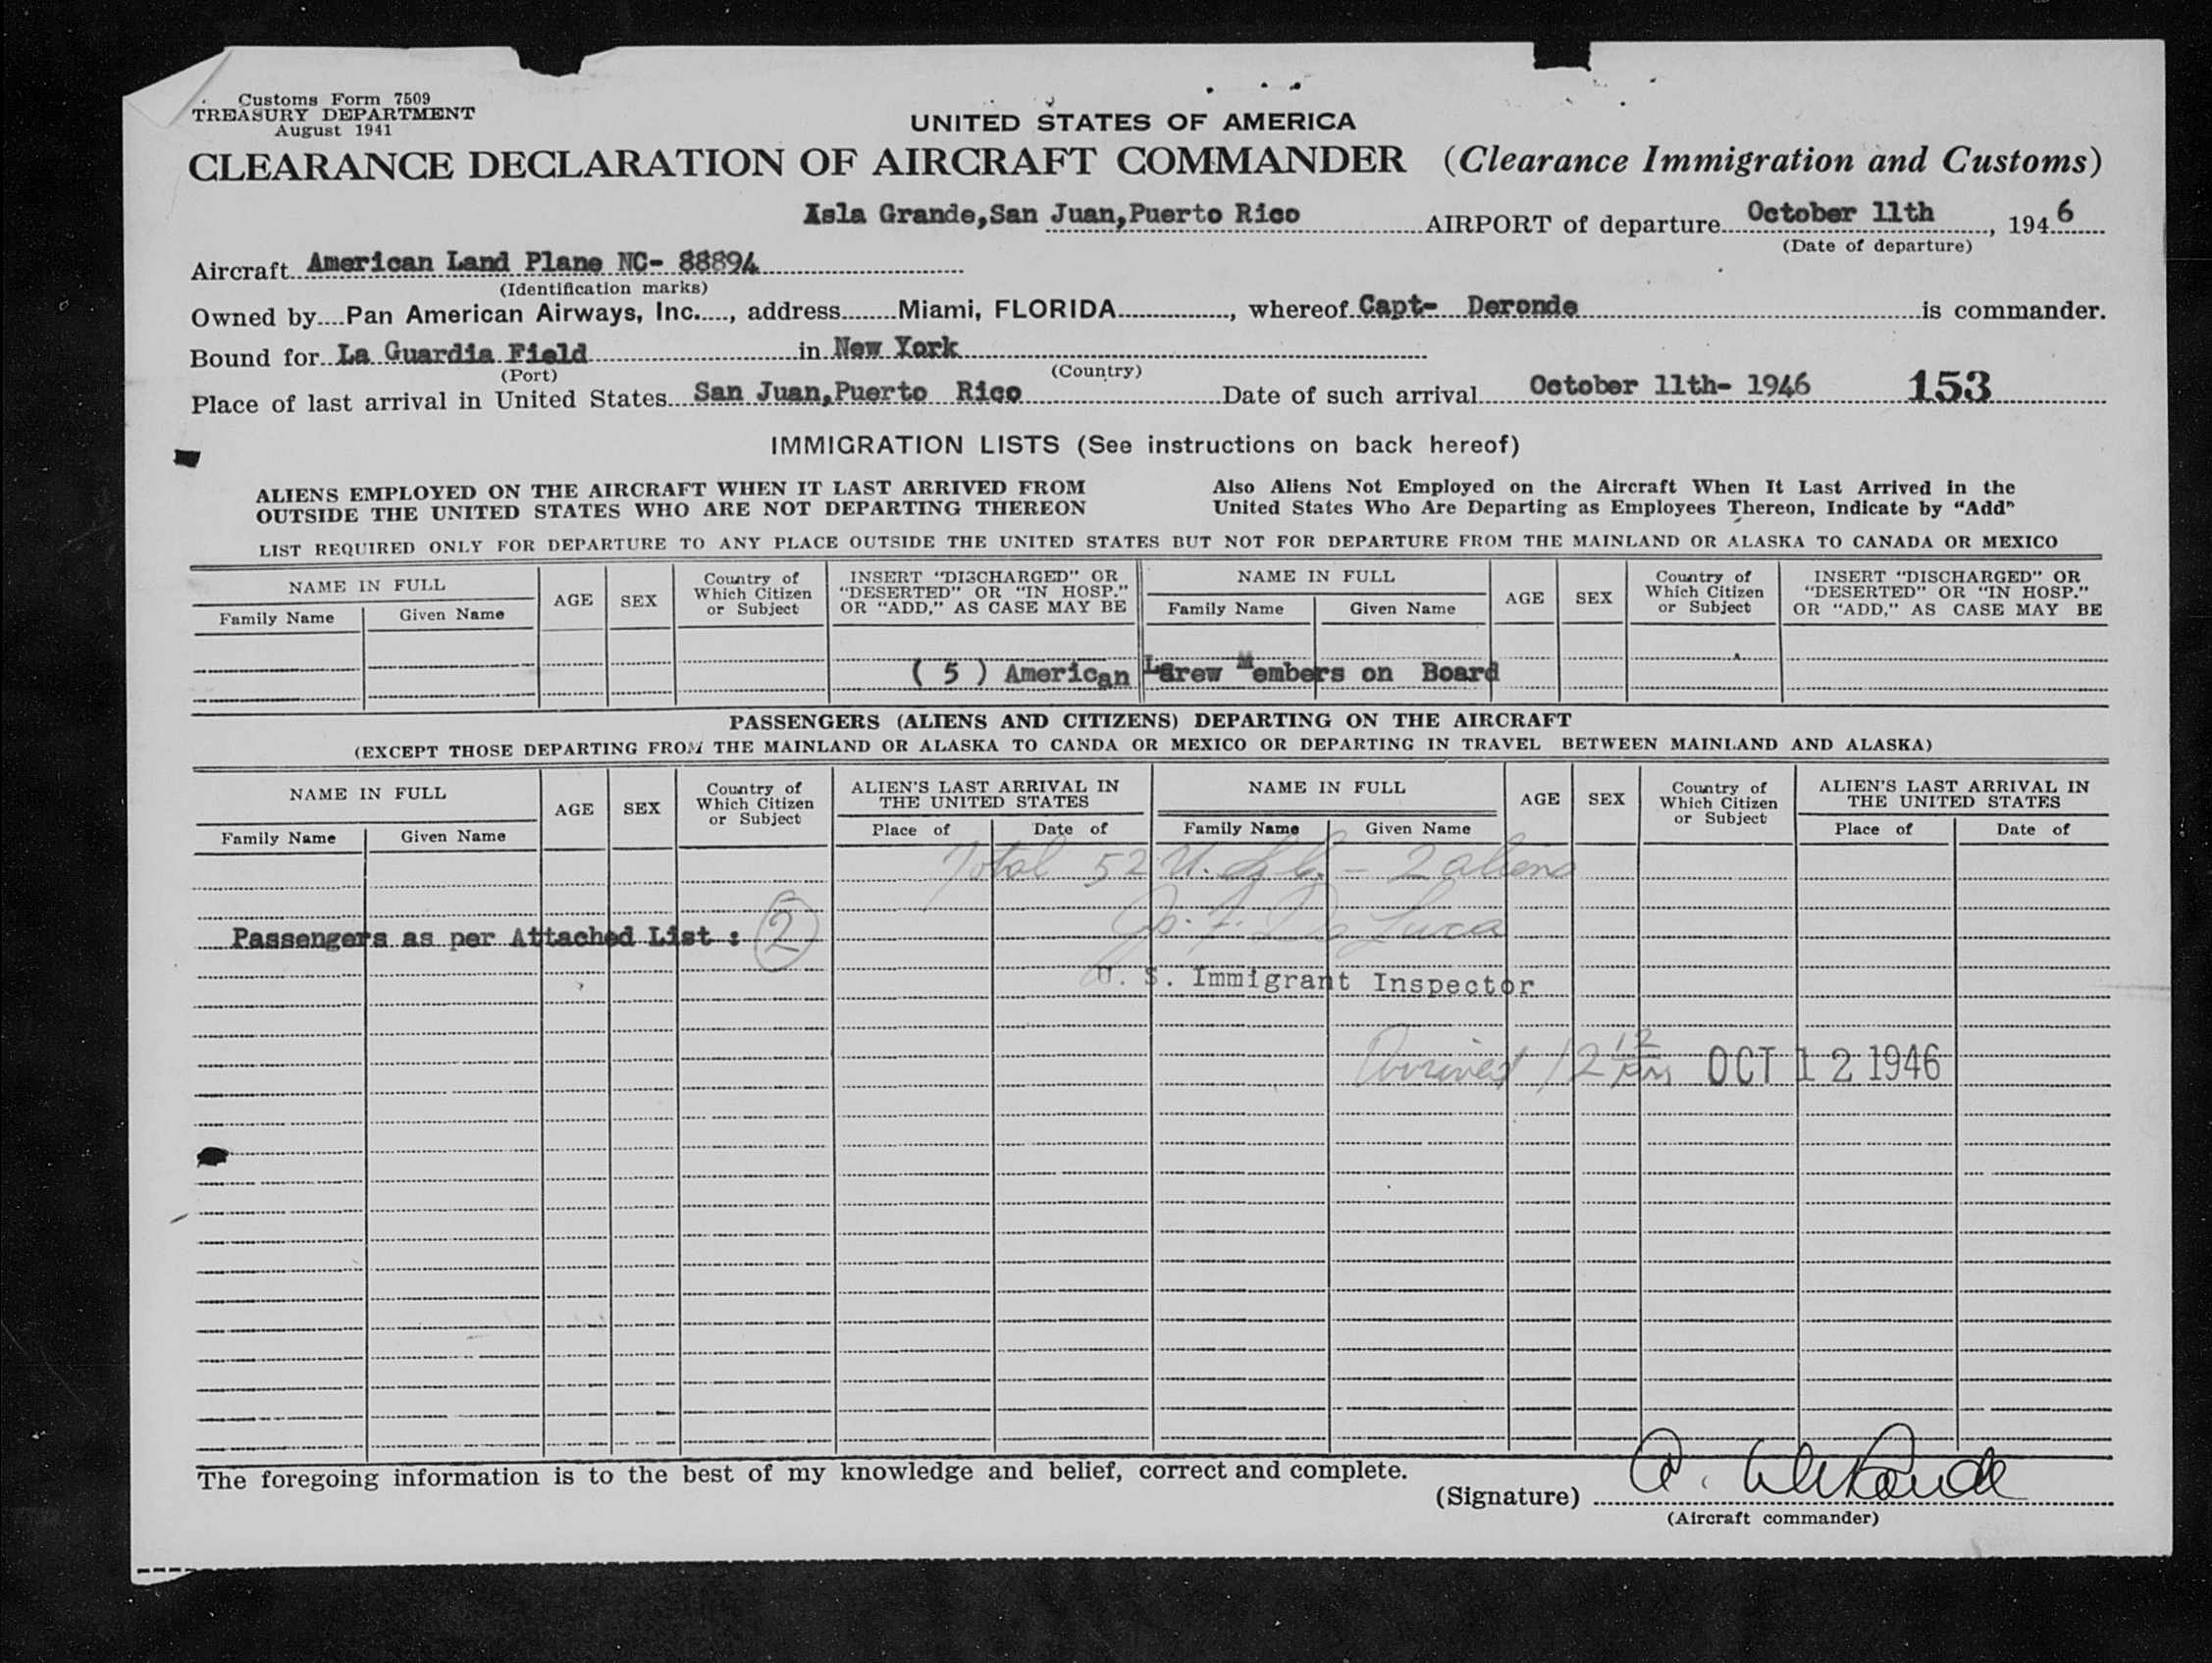 Customs Form 7509
TREASURY DEPARTMENT
August 1941
UNITED STATES OF AMERICA
CLEARANCE DECLARATION OF AIRCRAFT COMMANDER (Clearance Immigration and Customs)
Isla Grande, San Juan, Puerto Rico AIRPORT of departure October 11th, 1946
(Date of departure)
Aircraft American Land Plane NC- 88894
(Identification marks)
Owned by Pan American Airways, Inc., address Miami, FLORIDA, whereof Capt- Deronde is commander.
Bound for La Guardia Field in New York
(Port) (Country)
Place of last arrival in United States San Juan, Puerto Rico Date of such arrival October 11th- 1946 153
IMMIGRATION LISTS (See instructions on back hereof)
ALIENS EMPLOYED ON THE AIRCRAFT WHEN IT LAST ARRIVED FROM
OUTSIDE THE UNITED STATES WHO ARE NOT DEPARTING THEREON
Also Aliens Not Employed on the Aircraft When It Last Arrived in the
United States Who Are Departing as Employees Thereon, Indicate by "Add"
LIST REQUIRED ONLY FOR DEPARTURE TO ANY PLACE OUTSIDE THE UNITED STATES BUT NOT FOR DEPARTURE FROM THE MAINLAND OR ALASKA TO CANADA OR MEXICO
NAME IN FULL
Family Name Given Name
AGE
SEX
Country of
Which Citizen
or Subject
INSERT "DISCHARGED" OR
"DESERTED" OR "IN HOSP."
OR "ADD," AS CASE MAY BE
NAME IN FULL
Family Name Given Name
AGE
SEX
Country of
Which Citizen
or Subject
INSERT "DISCHARGED" OR
"DESERTED" OR "IN HOSP."
OR "ADD," AS CASE MAY BE
( 5 ) American Crew Members on Board
PASSENGERS (ALIENS AND CITIZENS) DEPARTING ON THE AIRCRAFT
(EXCEPT THOSE DEPARTING FROM THE MAINLAND OR ALASKA TO CANDA OR MEXICO OR DEPARTING IN TRAVEL BETWEEN MAINLAND AND ALASKA)
NAME IN FULL
Family Name Given Name
AGE
SEX
Country of
Which Citizen
or Subject
ALIEN'S LAST ARRIVAL IN
THE UNITED STATES
Place of Date of
NAME IN FULL
Family Name Given Name
AGE
SEX
Country of
Which Citizen
or Subject
ALIEN'S LAST ARRIVAL IN
THE UNITED STATES
Place of Date of
Total 52 U.S.C. - 2 aliens
Passengers as per Attached List : 2
F. De Luca
U. S. Immigrant Inspector
Arrived 12 12 PM OCT 12 1946
The foregoing information is to the best of my knowledge and belief, correct and complete.
(Signature)
(Aircraft commander)